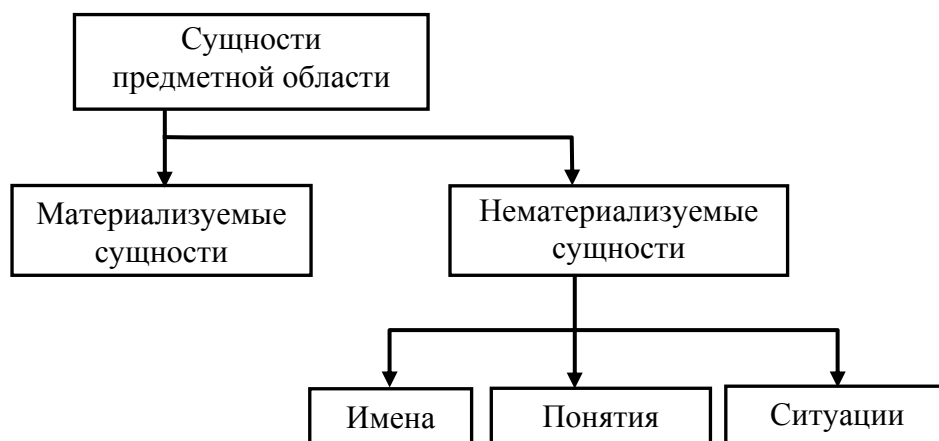 Сущности
предметной области
Материализуемые
сущности
Нематериализуемые
сущности
Имена
Понятия
Ситуации